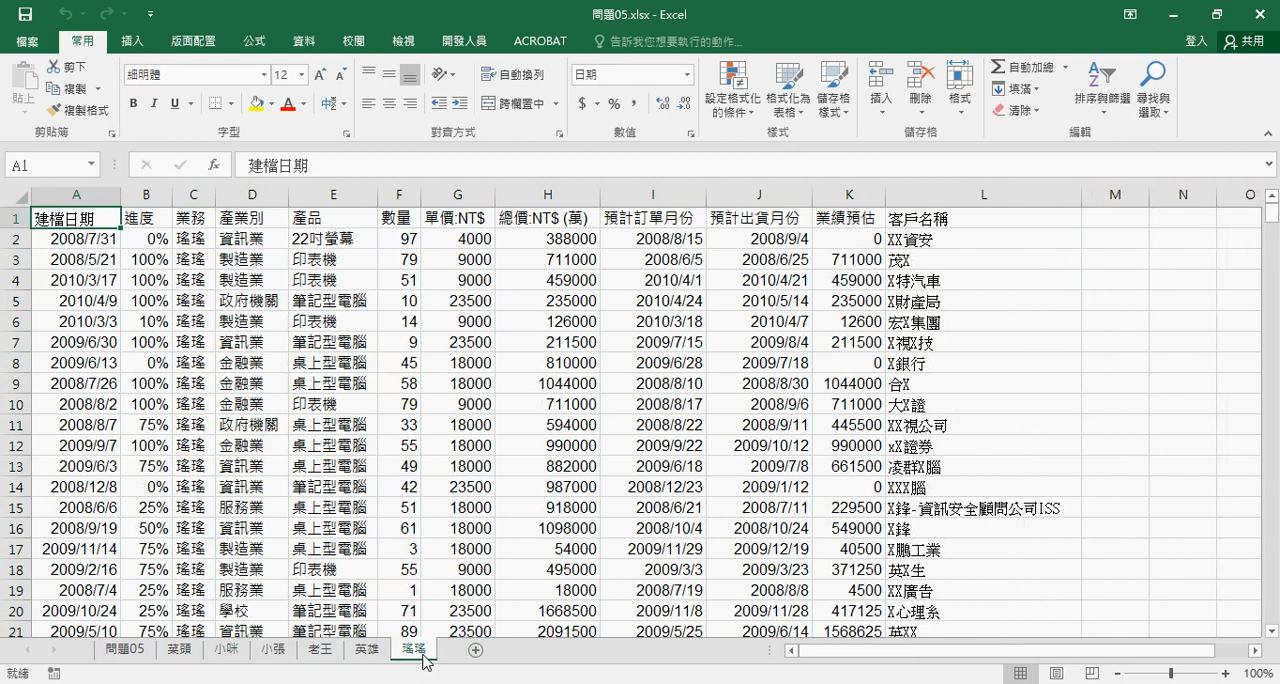 問題05.xlsx - Excel
檔案 常用 插入 版面配置 公式 資料 校閱 檢視 開發人員 ACROBAT 告訴我您想要執行的動作... 登入 共用
貼上 剪下 複製 複製格式 剪貼簿
細明體 12 B I U 字型
自動換列 跨欄置中 對齊方式
日期 $ % , 數值
設定格式化的條件 格式化為表格 儲存格樣式 樣式
插入 刪除 格式 儲存格
自動加總 填滿 清除 排序與篩選 尋找與選取 編輯
A1 fx 建檔日期
A B C D E F G H I J K L M N O
1 建檔日期 進度 業務 產業別 產品 數量 單價:NT$ 總價:NT$ (萬) 預計訂單月份 預計出貨月份 業績預估 客戶名稱
2 2008/7/31 0% 瑤瑤 資訊業 22吋螢幕 97 4000 388000 2008/8/15 2008/9/4 0 XX資安
3 2008/5/21 100% 瑤瑤 製造業 印表機 79 9000 711000 2008/6/5 2008/6/25 711000 茂X
4 2010/3/17 100% 瑤瑤 製造業 印表機 51 9000 459000 2010/4/1 2010/4/21 459000 X特汽車
5 2010/4/9 100% 瑤瑤 政府機關 筆記型電腦 10 23500 235000 2010/4/24 2010/5/14 235000 X財產局
6 2010/3/3 10% 瑤瑤 製造業 印表機 14 9000 126000 2010/3/18 2010/4/7 12600 宏X集團
7 2009/6/30 100% 瑤瑤 資訊業 筆記型電腦 9 23500 211500 2009/7/15 2009/8/4 211500 X視X技
8 2009/6/13 0% 瑤瑤 金融業 桌上型電腦 45 18000 810000 2009/6/28 2009/7/18 0 X銀行
9 2008/7/26 100% 瑤瑤 金融業 桌上型電腦 58 18000 1044000 2008/8/10 2008/8/30 1044000 合X
10 2008/8/2 100% 瑤瑤 金融業 印表機 79 9000 711000 2008/8/17 2008/9/6 711000 大X證
11 2008/8/7 75% 瑤瑤 政府機關 桌上型電腦 33 18000 594000 2008/8/22 2008/9/11 445500 XX視公司
12 2009/9/7 100% 瑤瑤 金融業 桌上型電腦 55 18000 990000 2009/9/22 2009/10/12 990000 xX證券
13 2009/6/3 75% 瑤瑤 資訊業 桌上型電腦 49 18000 882000 2009/6/18 2009/7/8 661500 凌群X腦
14 2008/12/8 0% 瑤瑤 資訊業 筆記型電腦 42 23500 987000 2008/12/23 2009/1/12 0 XXX腦
15 2008/6/6 25% 瑤瑤 服務業 桌上型電腦 51 18000 918000 2008/6/21 2008/7/11 229500 X鋒-資訊安全顧問公司ISS
16 2008/9/19 50% 瑤瑤 資訊業 桌上型電腦 61 18000 1098000 2008/10/4 2008/10/24 549000 X鋒
17 2009/11/14 75% 瑤瑤 製造業 桌上型電腦 3 18000 54000 2009/11/29 2009/12/19 40500 X鵬工業
18 2009/2/16 75% 瑤瑤 製造業 印表機 55 9000 495000 2009/3/3 2009/3/23 371250 英X生
19 2008/7/4 25% 瑤瑤 服務業 桌上型電腦 1 18000 18000 2008/7/19 2008/8/8 4500 XX廣告
20 2009/10/24 25% 瑤瑤 學校 筆記型電腦 71 23500 1668500 2009/11/8 2009/11/28 417125 X心理系
21 2009/5/10 75% 瑤瑤 資訊業 筆記型電腦 89 23500 2091500 2009/5/25 2009/6/14 1568625 英XX
問題05 葉頭 小咪 小張 老王 英雄 瑤瑤
就緒 100%